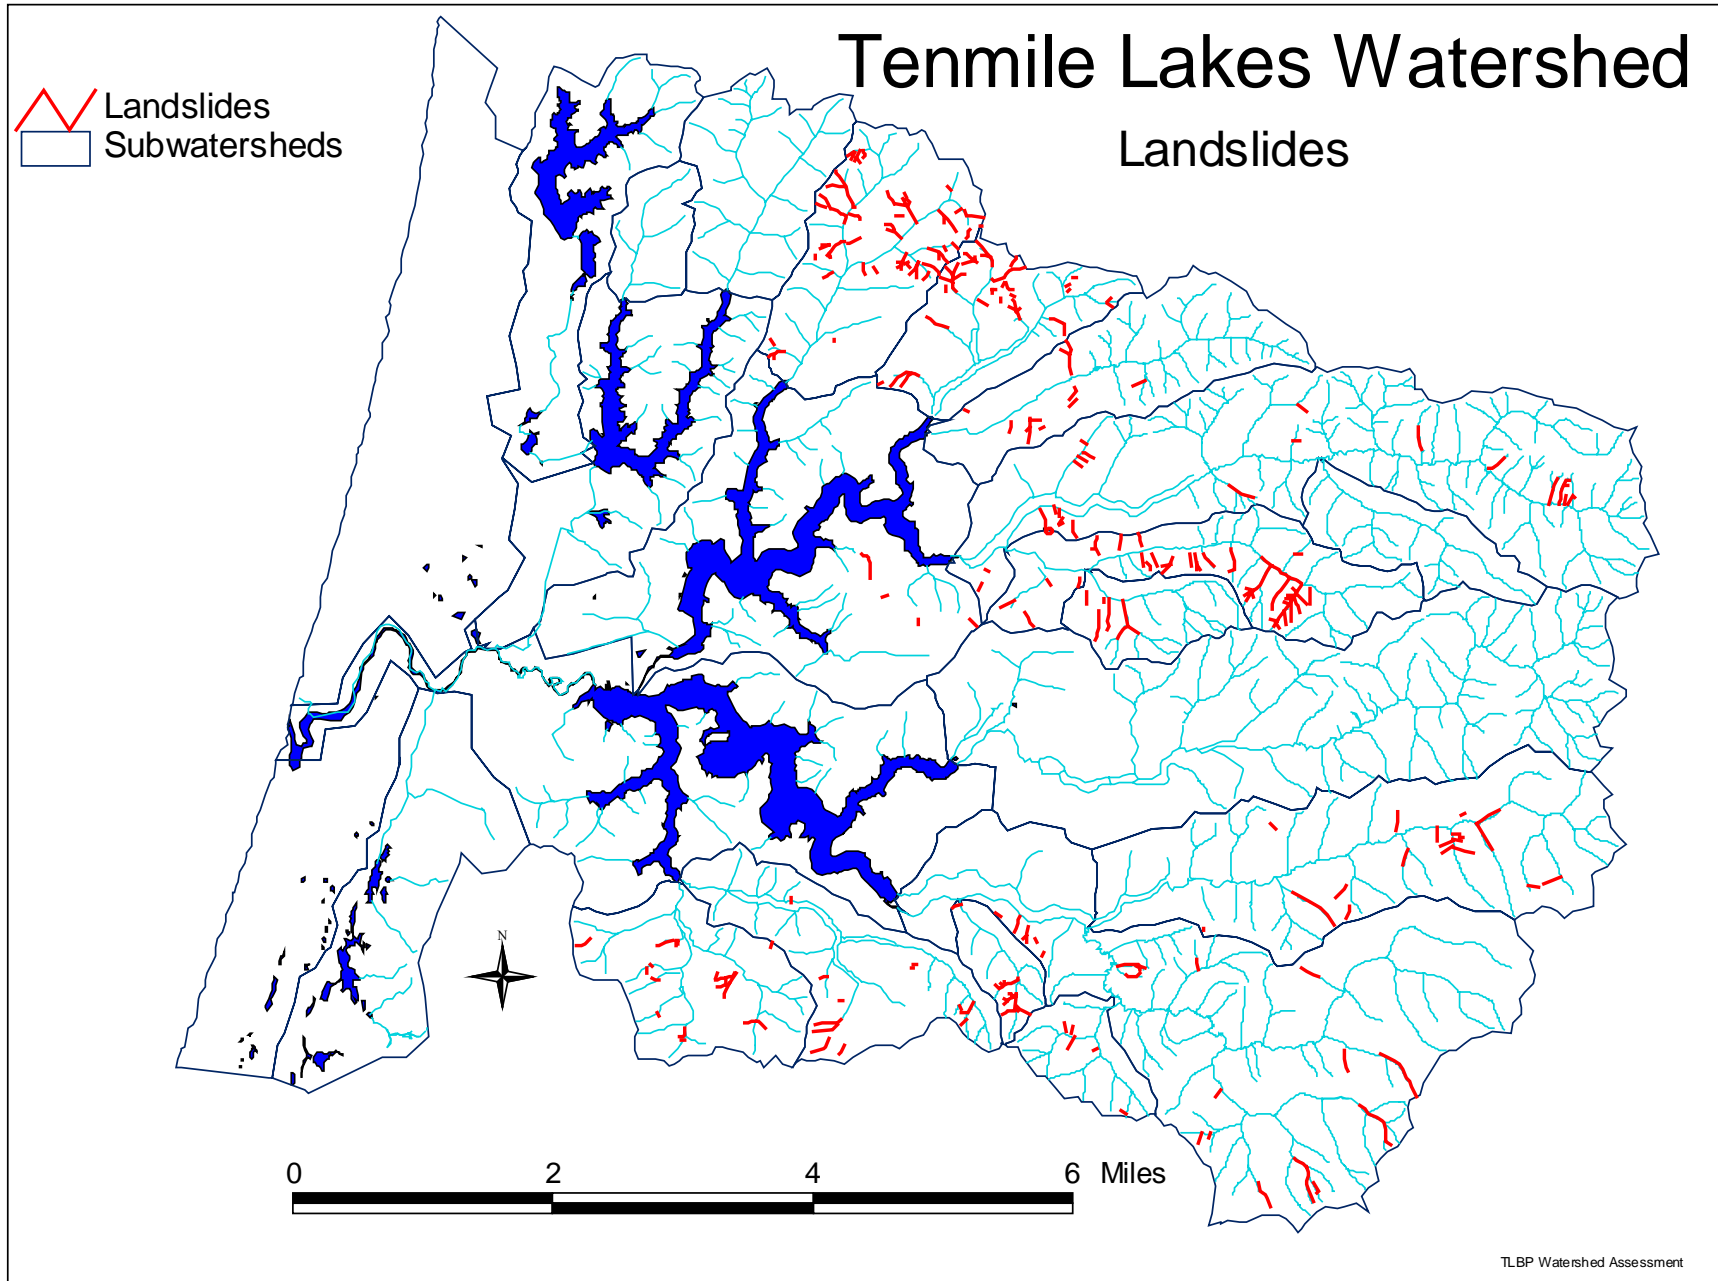 Tenmile Lakes Watershed
Landslides
Landslides
Subwatersheds
N
0 2 4 6 Miles
TLBP Watershed Assessment